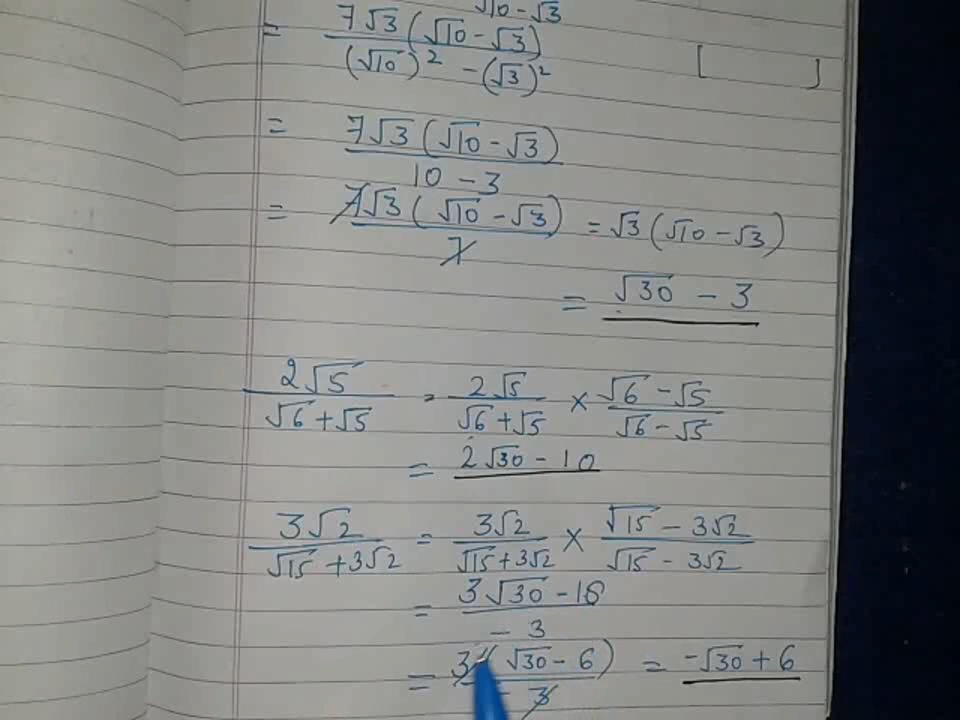 √10 - √3
= 7√3 (√10 - √3) / (√10)² - (√3)² [ ]
= 7√3 (√10 - √3) / 10 - 3
= 7√3 (√10 - √3) / 7 = √3 (√10 - √3)
= √30 - 3
2√5 / √6 + √5 = 2√5 / √6 + √5 × √6 - √5 / √6 - √5
= 2√30 - 10
3√2 / √15 + 3√2 = 3√2 / √15 + 3√2 × √15 - 3√2 / √15 - 3√2
= 3√30 - 18 / - 3
= 3 (√30 - 6) / - 3 = -√30 + 6